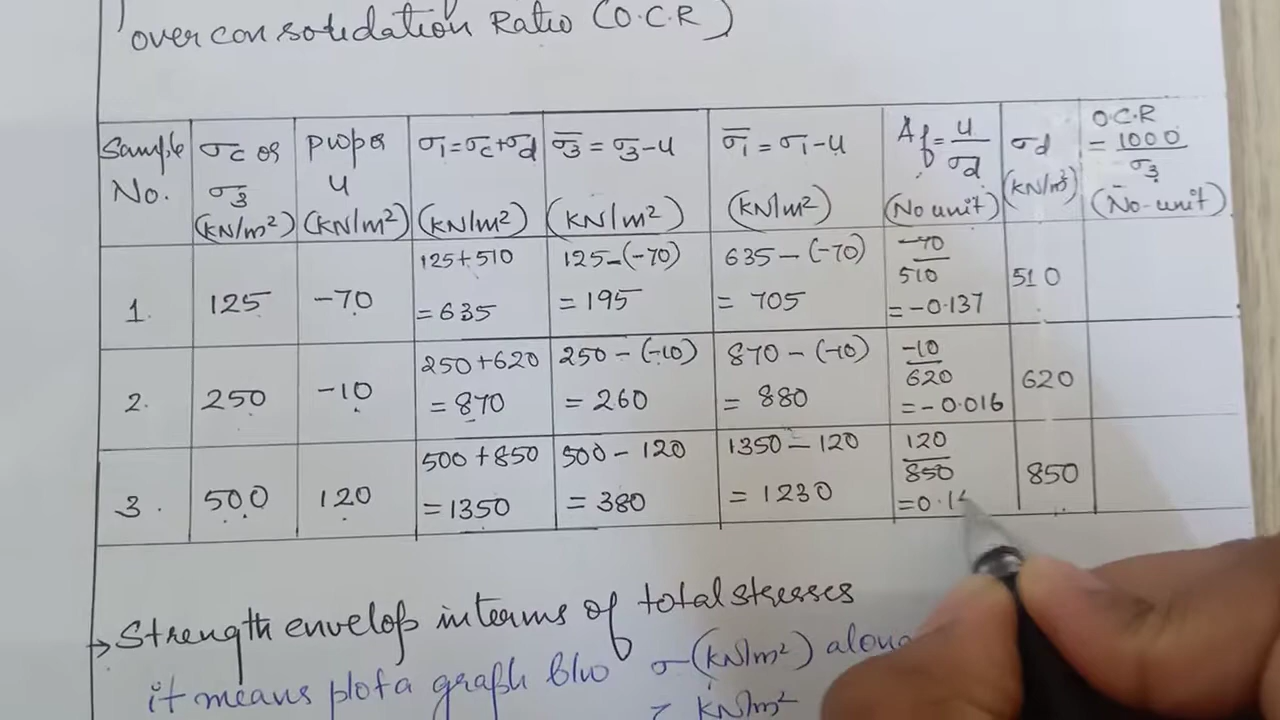 over consolidation Ratio (O.C.R)
Sample No. | σc or σ3 (kN/m²) | pwp or u (kN/m²) | σ1=σc+σd (kN/m²) | σ̅3 = σ3-u (kN/m²) | σ̅1 = σ1-u (kN/m²) | Af = u/σd (No unit) | σd (kN/m²) | O.C.R = 1000/σ3 (No-unit)
1. | 125 | -70 | 125+510 =635 | 125-(-70) =195 | 635-(-70) = 705 | -70/510 =-0.137 | 510
2. | 250 | -10 | 250+620 =870 | 250-(-10) =260 | 870-(-10) = 880 | -10/620 =-0.016 | 620
3. | 500 | 120 | 500+850 =1350 | 500-120 =380 | 1350-120 = 1230 | 120/850 =0.1 | 850
→ Strength envelop in terms of total stresses
it means plot a graph b/w σ (kN/m²) along
kN/m²